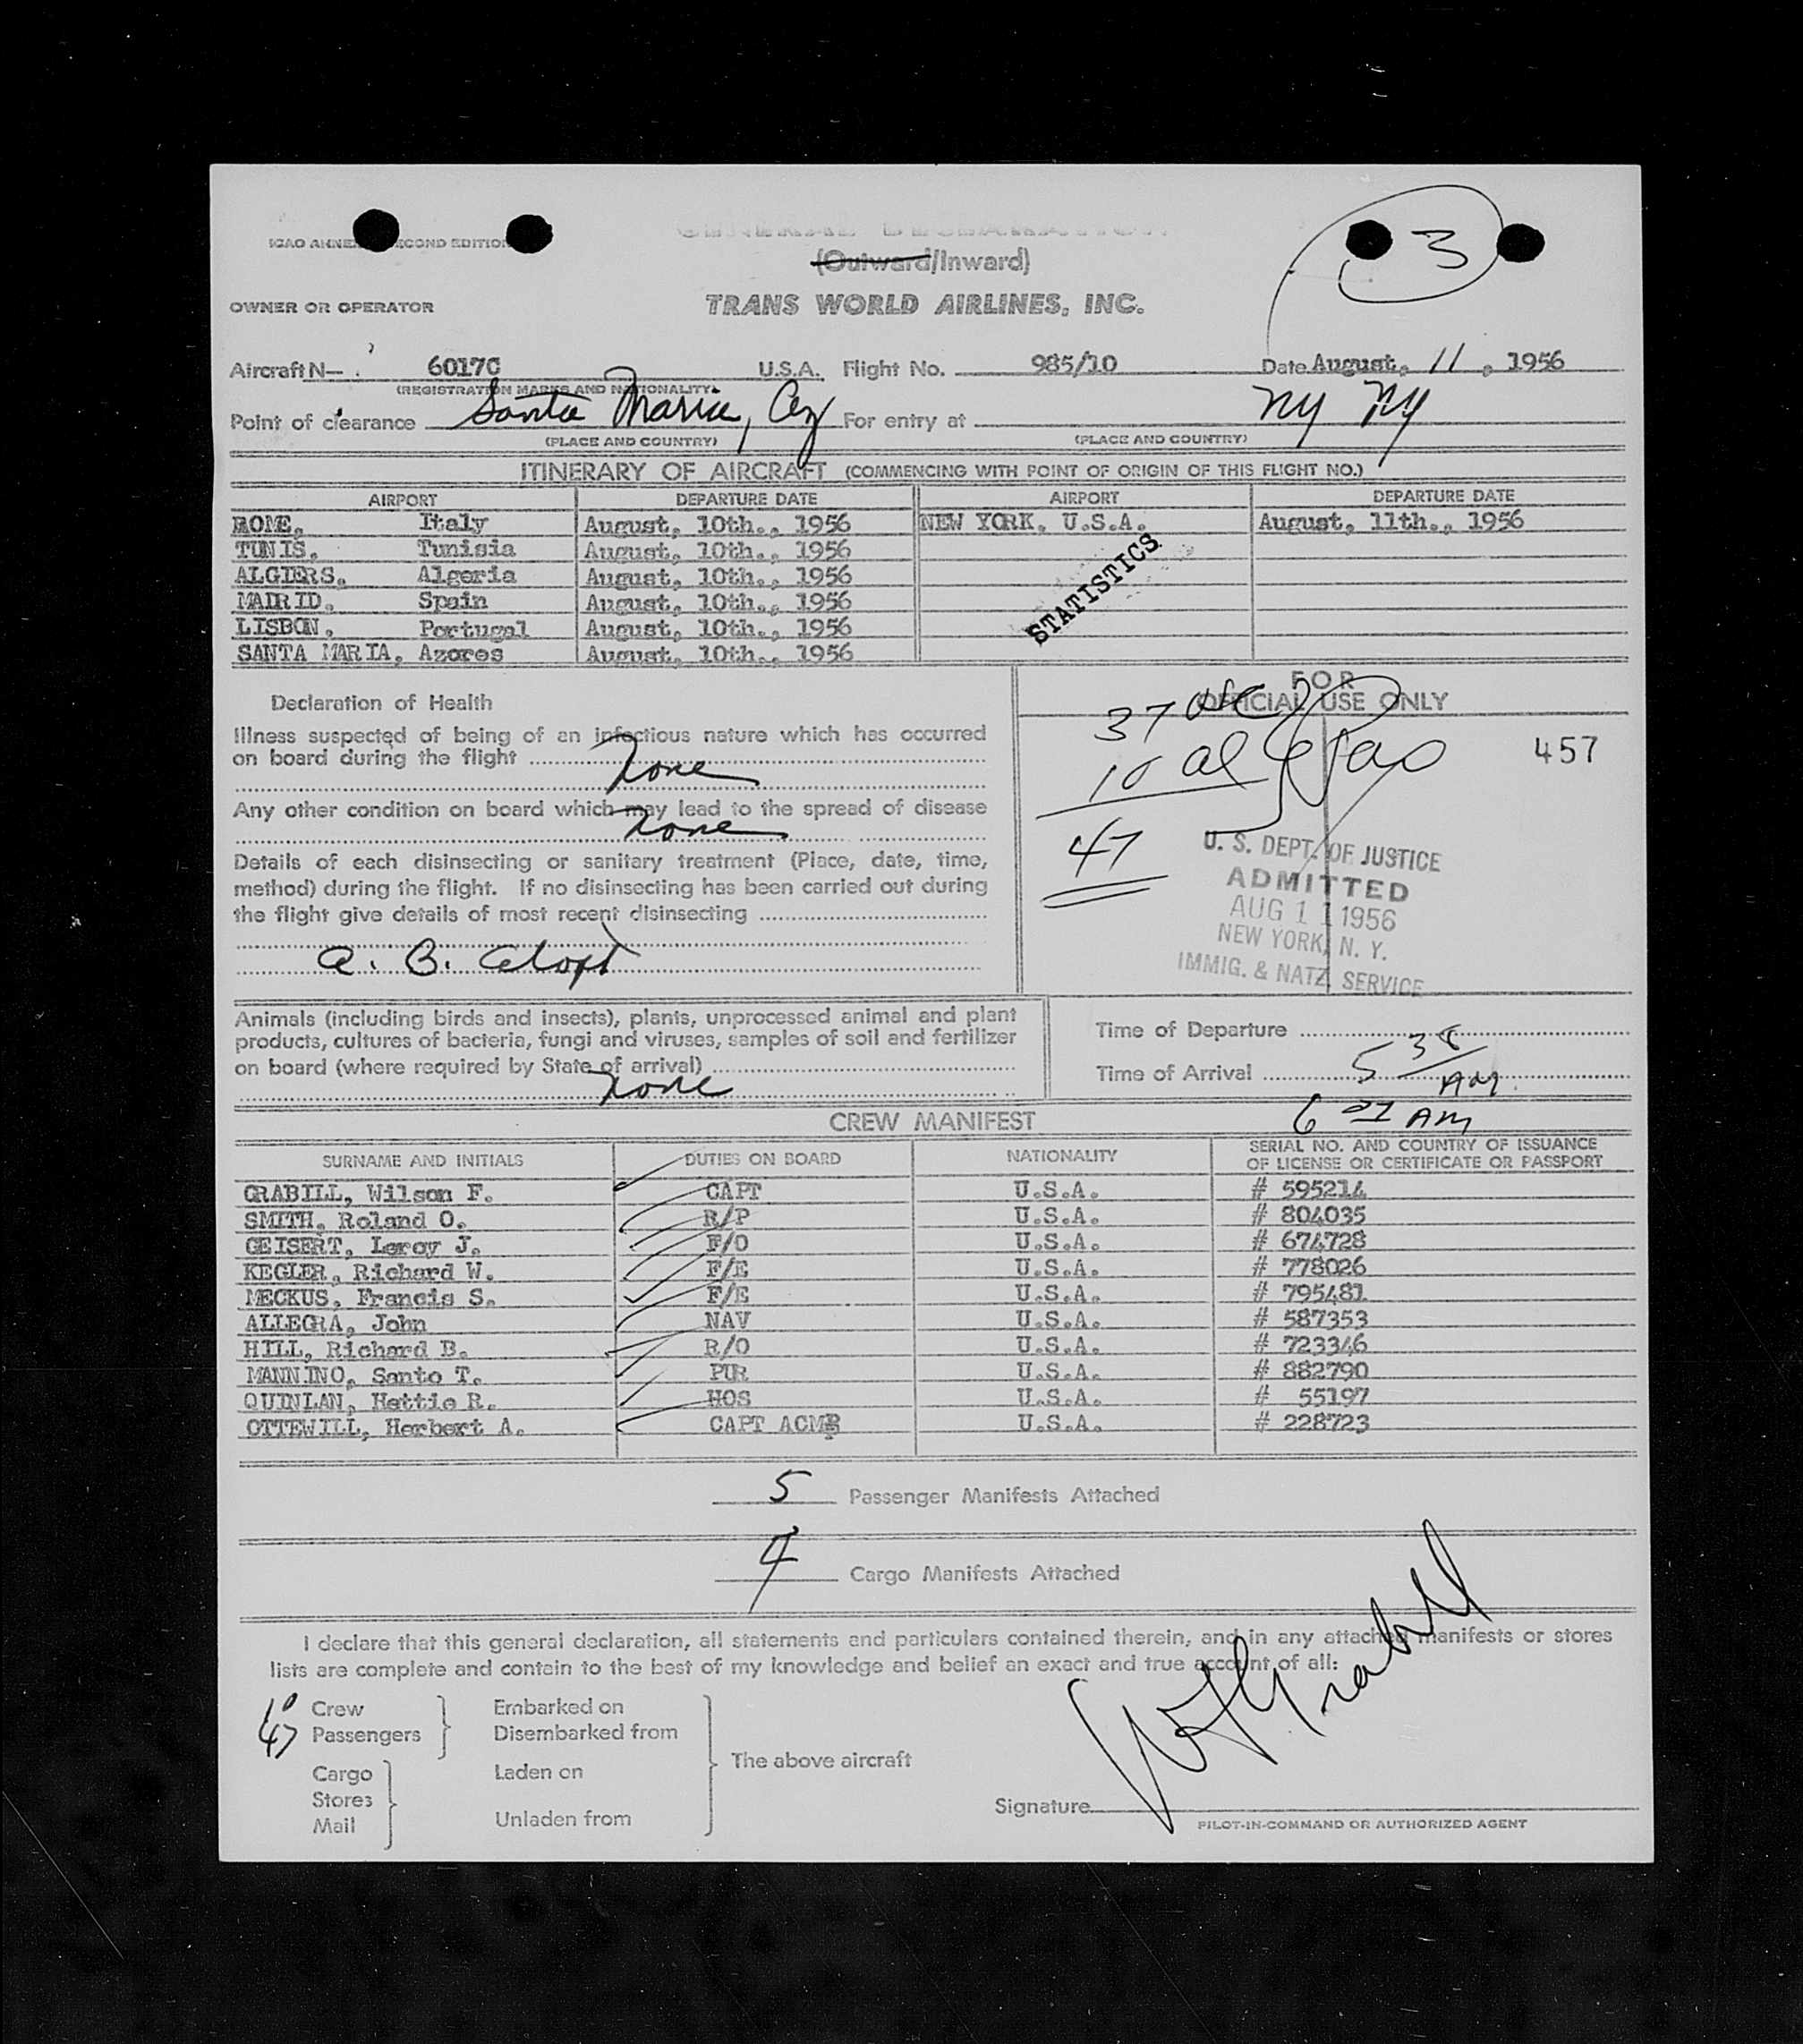 ICAO ANNEX SECOND EDITION
GENERAL DECLARATION
3
(Outward/Inward)
OWNER OR OPERATOR TRANS WORLD AIRLINES, INC.
Aircraft N- 6017C U.S.A. Flight No. 985/10 Date August, 11, 1956
(REGISTRATION MARKS AND NATIONALITY)
Point of clearance Santa Maria, Az For entry at NY NY
(PLACE AND COUNTRY) (PLACE AND COUNTRY)
ITINERARY OF AIRCRAFT (COMMENCING WITH POINT OF ORIGIN OF THIS FLIGHT NO.)
AIRPORT DEPARTURE DATE AIRPORT DEPARTURE DATE
ROME, Italy August, 10th., 1956 NEW YORK, U.S.A. August, 11th., 1956
TUNIS, Tunisia August, 10th., 1956
ALGIERS, Algeria August, 10th., 1956
MADRID, Spain August, 10th., 1956
LISBON, Portugal August, 10th., 1956
SANTA MARIA, Azores August, 10th., 1956
STATISTICS
Declaration of Health
Illness suspected of being of an infectious nature which has occurred
on board during the flight
None
Any other condition on board which may lead to the spread of disease
None
Details of each disinsecting or sanitary treatment (Place, date, time,
method) during the flight. If no disinsecting has been carried out during
the flight give details of most recent disinsecting
A. B. Aloft
FOR
OFFICIAL USE ONLY
37 USC
10 al
47
457
U. S. DEPT. OF JUSTICE
ADMITTED
AUG 11 1956
NEW YORK, N. Y.
IMMIG. & NATZ. SERVICE
Animals (including birds and insects), plants, unprocessed animal and plant
products, cultures of bacteria, fungi and viruses, samples of soil and fertilizer
on board (where required by State of arrival)
None
Time of Departure
Time of Arrival 5 38 AM
6 AM
CREW MANIFEST
SURNAME AND INITIALS DUTIES ON BOARD NATIONALITY SERIAL NO. AND COUNTRY OF ISSUANCE
OF LICENSE OR CERTIFICATE OR PASSPORT
GRABILL, Wilson F. CAPT U.S.A. # 595214
SMITH, Roland O. R/P U.S.A. # 804035
GEISERT, Leroy J. F/O U.S.A. # 674728
KEGLER, Richard W. F/E U.S.A. # 778026
MECKUS, Francis S. F/E U.S.A. # 795481
ALLEGRA, John NAV U.S.A. # 587353
HILL, Richard B. R/O U.S.A. # 723346
MANNINO, Santo T. PUR U.S.A. # 882790
QUINLAN, Hettie R. HOS U.S.A. # 55197
OTTEWILL, Herbert A. CAPT ACMR U.S.A. # 228723
5 Passenger Manifests Attached
4 Cargo Manifests Attached
I declare that this general declaration, all statements and particulars contained therein, and in any attached manifests or stores
lists are complete and contain to the best of my knowledge and belief an exact and true account of all:
10 Crew
47 Passengers
Embarked on
Disembarked from
Cargo
Stores
Mail
Laden on
Unladen from
The above aircraft
W F Grabill
Signature
PILOT-IN-COMMAND OR AUTHORIZED AGENT